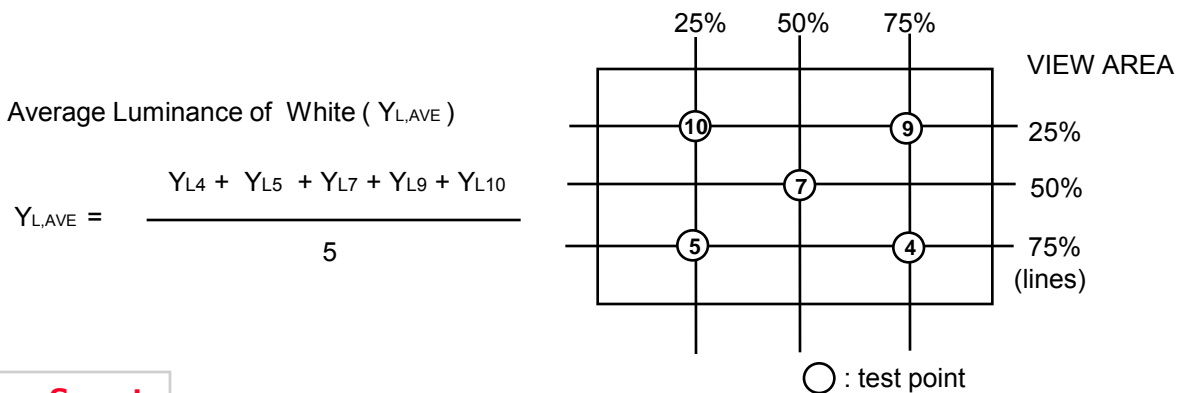 25% 50% 75%
VIEW AREA
Average Luminance of White ( YL,AVE )
10 9 25%
YL4 + YL5 + YL7 + YL9 + YL10
7 50%
YL,AVE =
5
5 4 75%
(lines)
: test point